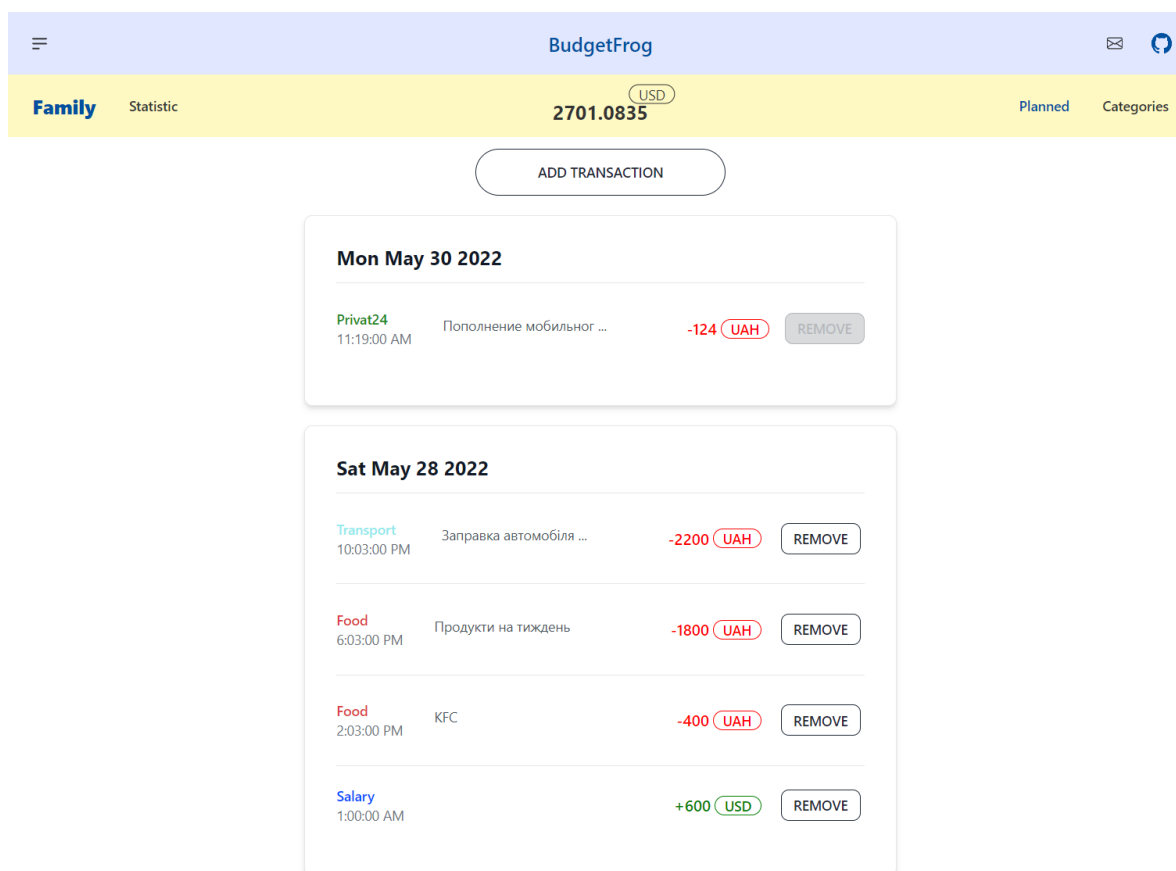 BudgetFrog
Family Statistic 2701.0835 USD Planned Categories
ADD TRANSACTION
Mon May 30 2022
Privat24 Пополнение мобильног ... -124 UAH REMOVE
11:19:00 AM
Sat May 28 2022
Transport Заправка автомобіля ... -2200 UAH REMOVE
10:03:00 PM
Food Продукти на тиждень -1800 UAH REMOVE
6:03:00 PM
Food KFC -400 UAH REMOVE
2:03:00 PM
Salary +600 USD REMOVE
1:00:00 AM